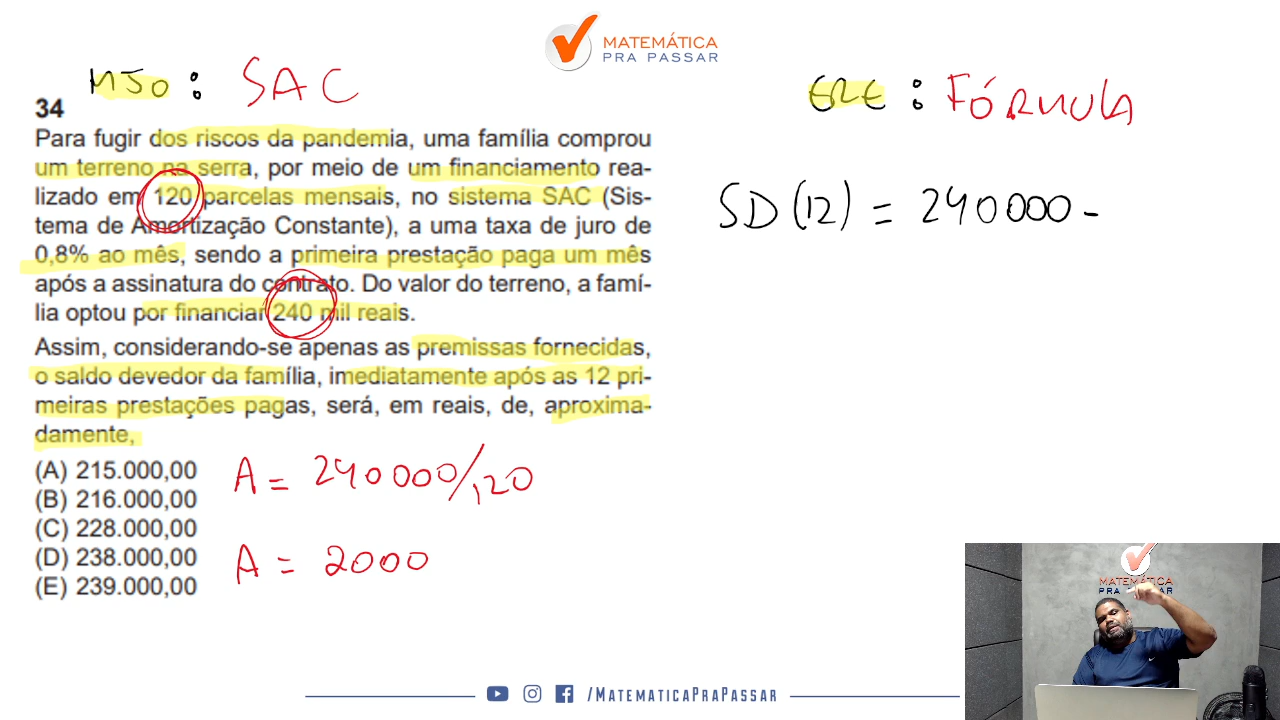 MATEMÁTICA
PRA PASSAR
MJO : SAC
ERE : FÓRMULA
34
Para fugir dos riscos da pandemia, uma família comprou
um terreno na serra, por meio de um financiamento rea-
lizado em 120 parcelas mensais, no sistema SAC (Sis-
tema de Amortização Constante), a uma taxa de juro de
0,8% ao mês, sendo a primeira prestação paga um mês
após a assinatura do contrato. Do valor do terreno, a famí-
lia optou por financiar 240 mil reais.
Assim, considerando-se apenas as premissas fornecidas,
o saldo devedor da família, imediatamente após as 12 pri-
meiras prestações pagas, será, em reais, de, aproxima-
damente,
(A) 215.000,00
(B) 216.000,00
(C) 228.000,00
(D) 238.000,00
(E) 239.000,00
A = 240000/120
A = 2000
SD(12) = 240000 -
MATEMÁTICA
PRA PASSAR
/MATEMATICAPRAPASSAR